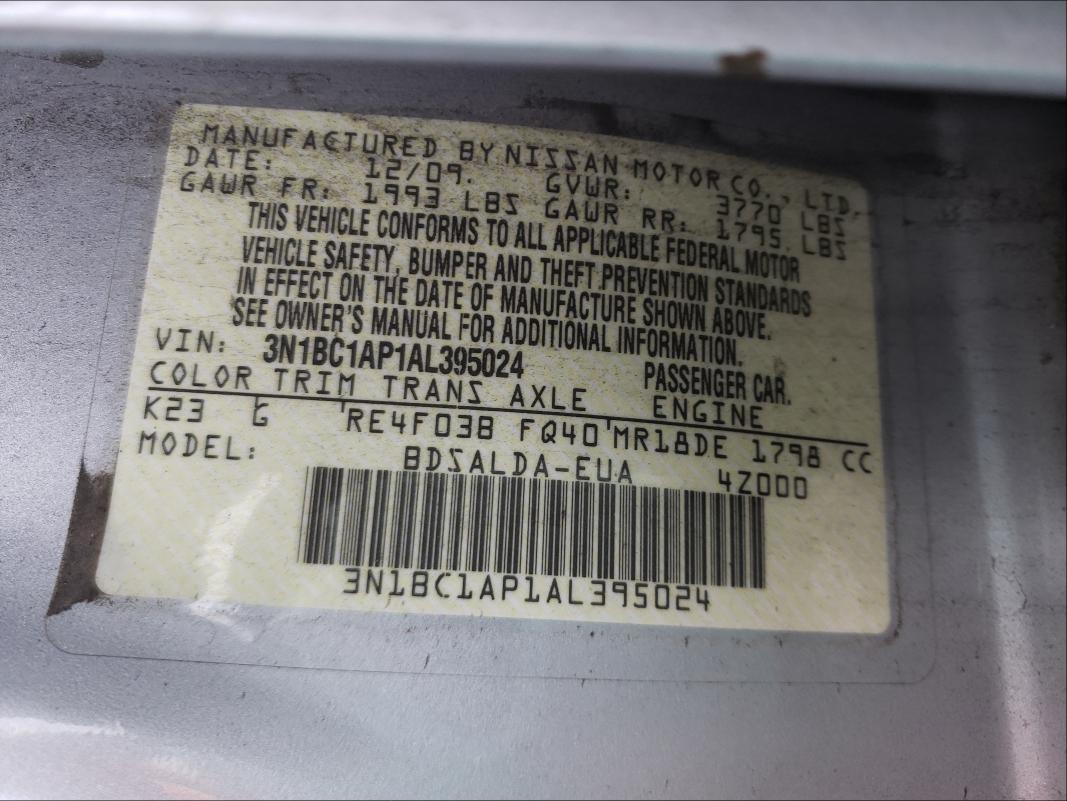 MANUFACTURED BY NISSAN MOTOR CO., LTD.
DATE: 12/09. GVWR: 3770 LBS
GAWR FR: 1993 LBS GAWR RR: 1795 LBS
THIS VEHICLE CONFORMS TO ALL APPLICABLE FEDERAL MOTOR
VEHICLE SAFETY, BUMPER AND THEFT PREVENTION STANDARDS
IN EFFECT ON THE DATE OF MANUFACTURE SHOWN ABOVE.
SEE OWNER'S MANUAL FOR ADDITIONAL INFORMATION.
VIN: 3N1BC1AP1AL395024 PASSENGER CAR.
COLOR TRIM TRANS AXLE ENGINE
K23 G RE4F03B FQ40 MR18DE 1798 CC
MODEL: BDSALDA-EUA 4Z000
3N1BC1AP1AL395024